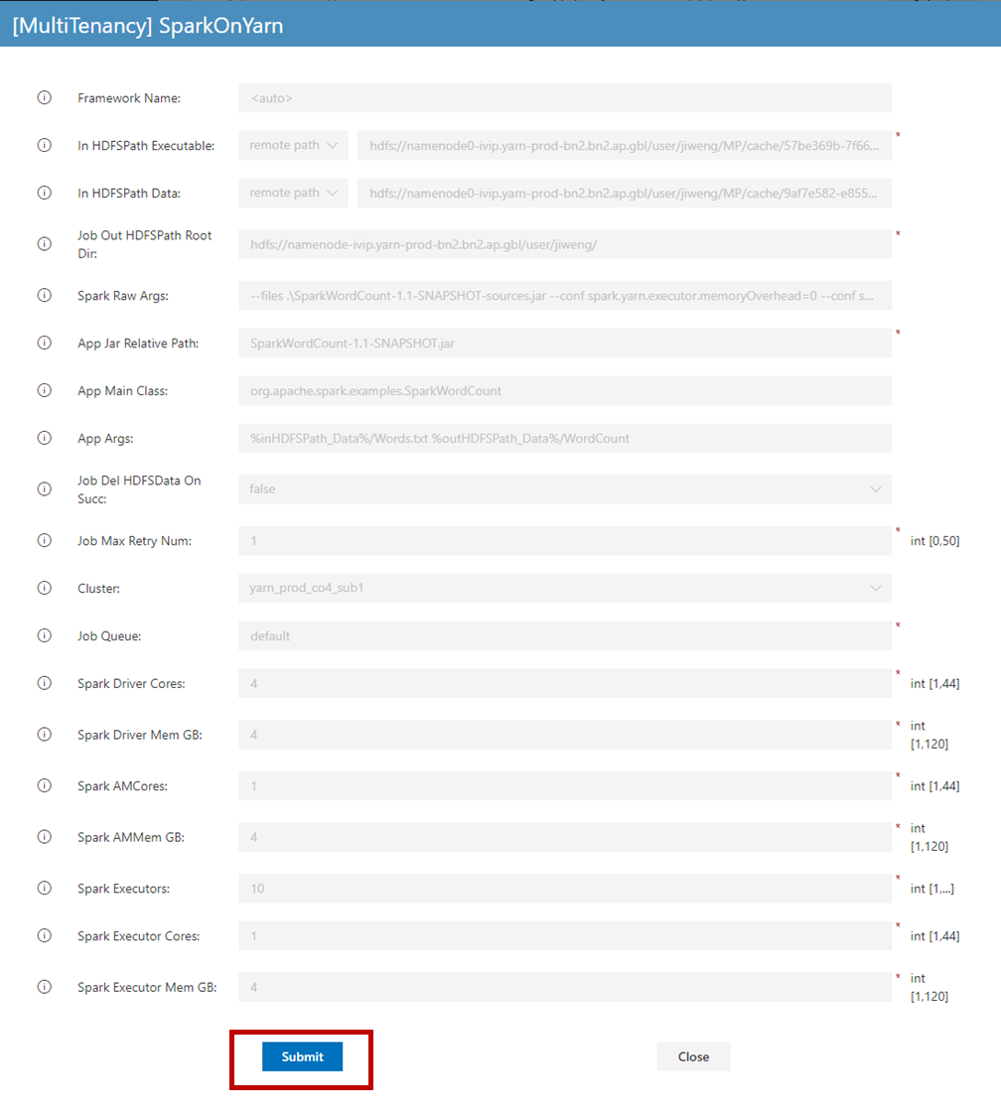 [MultiTenancy] SparkOnYarn
Framework Name: <auto>
In HDFSPath Executable: remote path hdfs://namenode0-ivip.yarn-prod-bn2.bn2.ap.gbl/user/jiweng/MP/cache/57be369b-7f66... *
In HDFSPath Data: remote path hdfs://namenode0-ivip.yarn-prod-bn2.bn2.ap.gbl/user/jiweng/MP/cache/9af7e582-e855...
Job Out HDFSPath Root
Dir: hdfs://namenode-ivip.yarn-prod-bn2.bn2.ap.gbl/user/jiweng/ *
Spark Raw Args: --files .\SparkWordCount-1.1-SNAPSHOT-sources.jar --conf spark.yarn.executor.memoryOverhead=0 --conf s...
App Jar Relative Path: SparkWordCount-1.1-SNAPSHOT.jar *
App Main Class: org.apache.spark.examples.SparkWordCount
App Args: %inHDFSPath_Data%/Words.txt %outHDFSPath_Data%/WordCount
Job Del HDFSData On
Succ: false
Job Max Retry Num: 1 * int [0,50]
Cluster: yarn_prod_co4_sub1
Job Queue: default *
Spark Driver Cores: 4 * int [1,44]
Spark Driver Mem GB: 4 * int
[1,120]
Spark AMCores: 1 * int [1,44]
Spark AMMem GB: 4 * int
[1,120]
Spark Executors: 10 * int [1,...]
Spark Executor Cores: 1 * int [1,44]
Spark Executor Mem GB: 4 * int
[1,120]
Submit Close